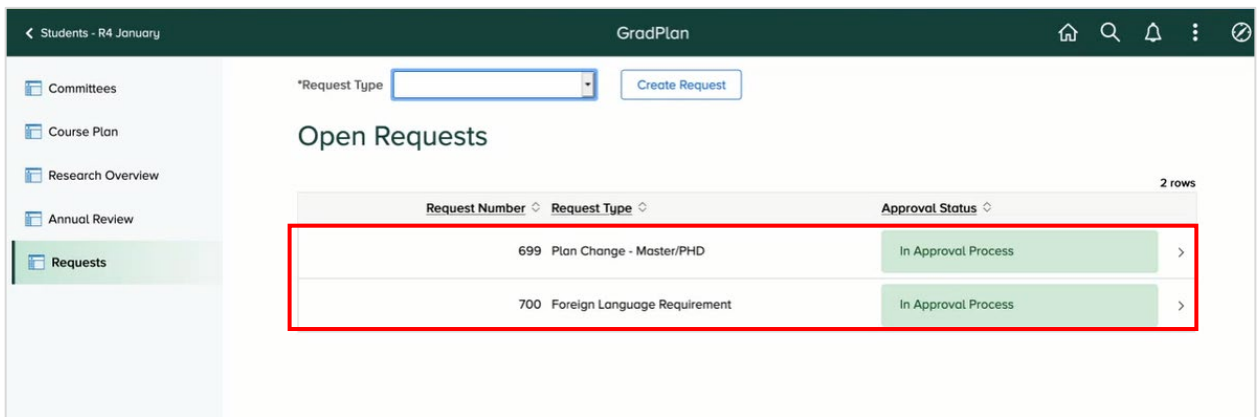 Students - R4 January
GradPlan
Committees
Course Plan
Research Overview
Annual Review
Requests
*Request Type
Create Request
Open Requests
2 rows
Request Number Request Type Approval Status
699 Plan Change - Master/PHD In Approval Process
700 Foreign Language Requirement In Approval Process